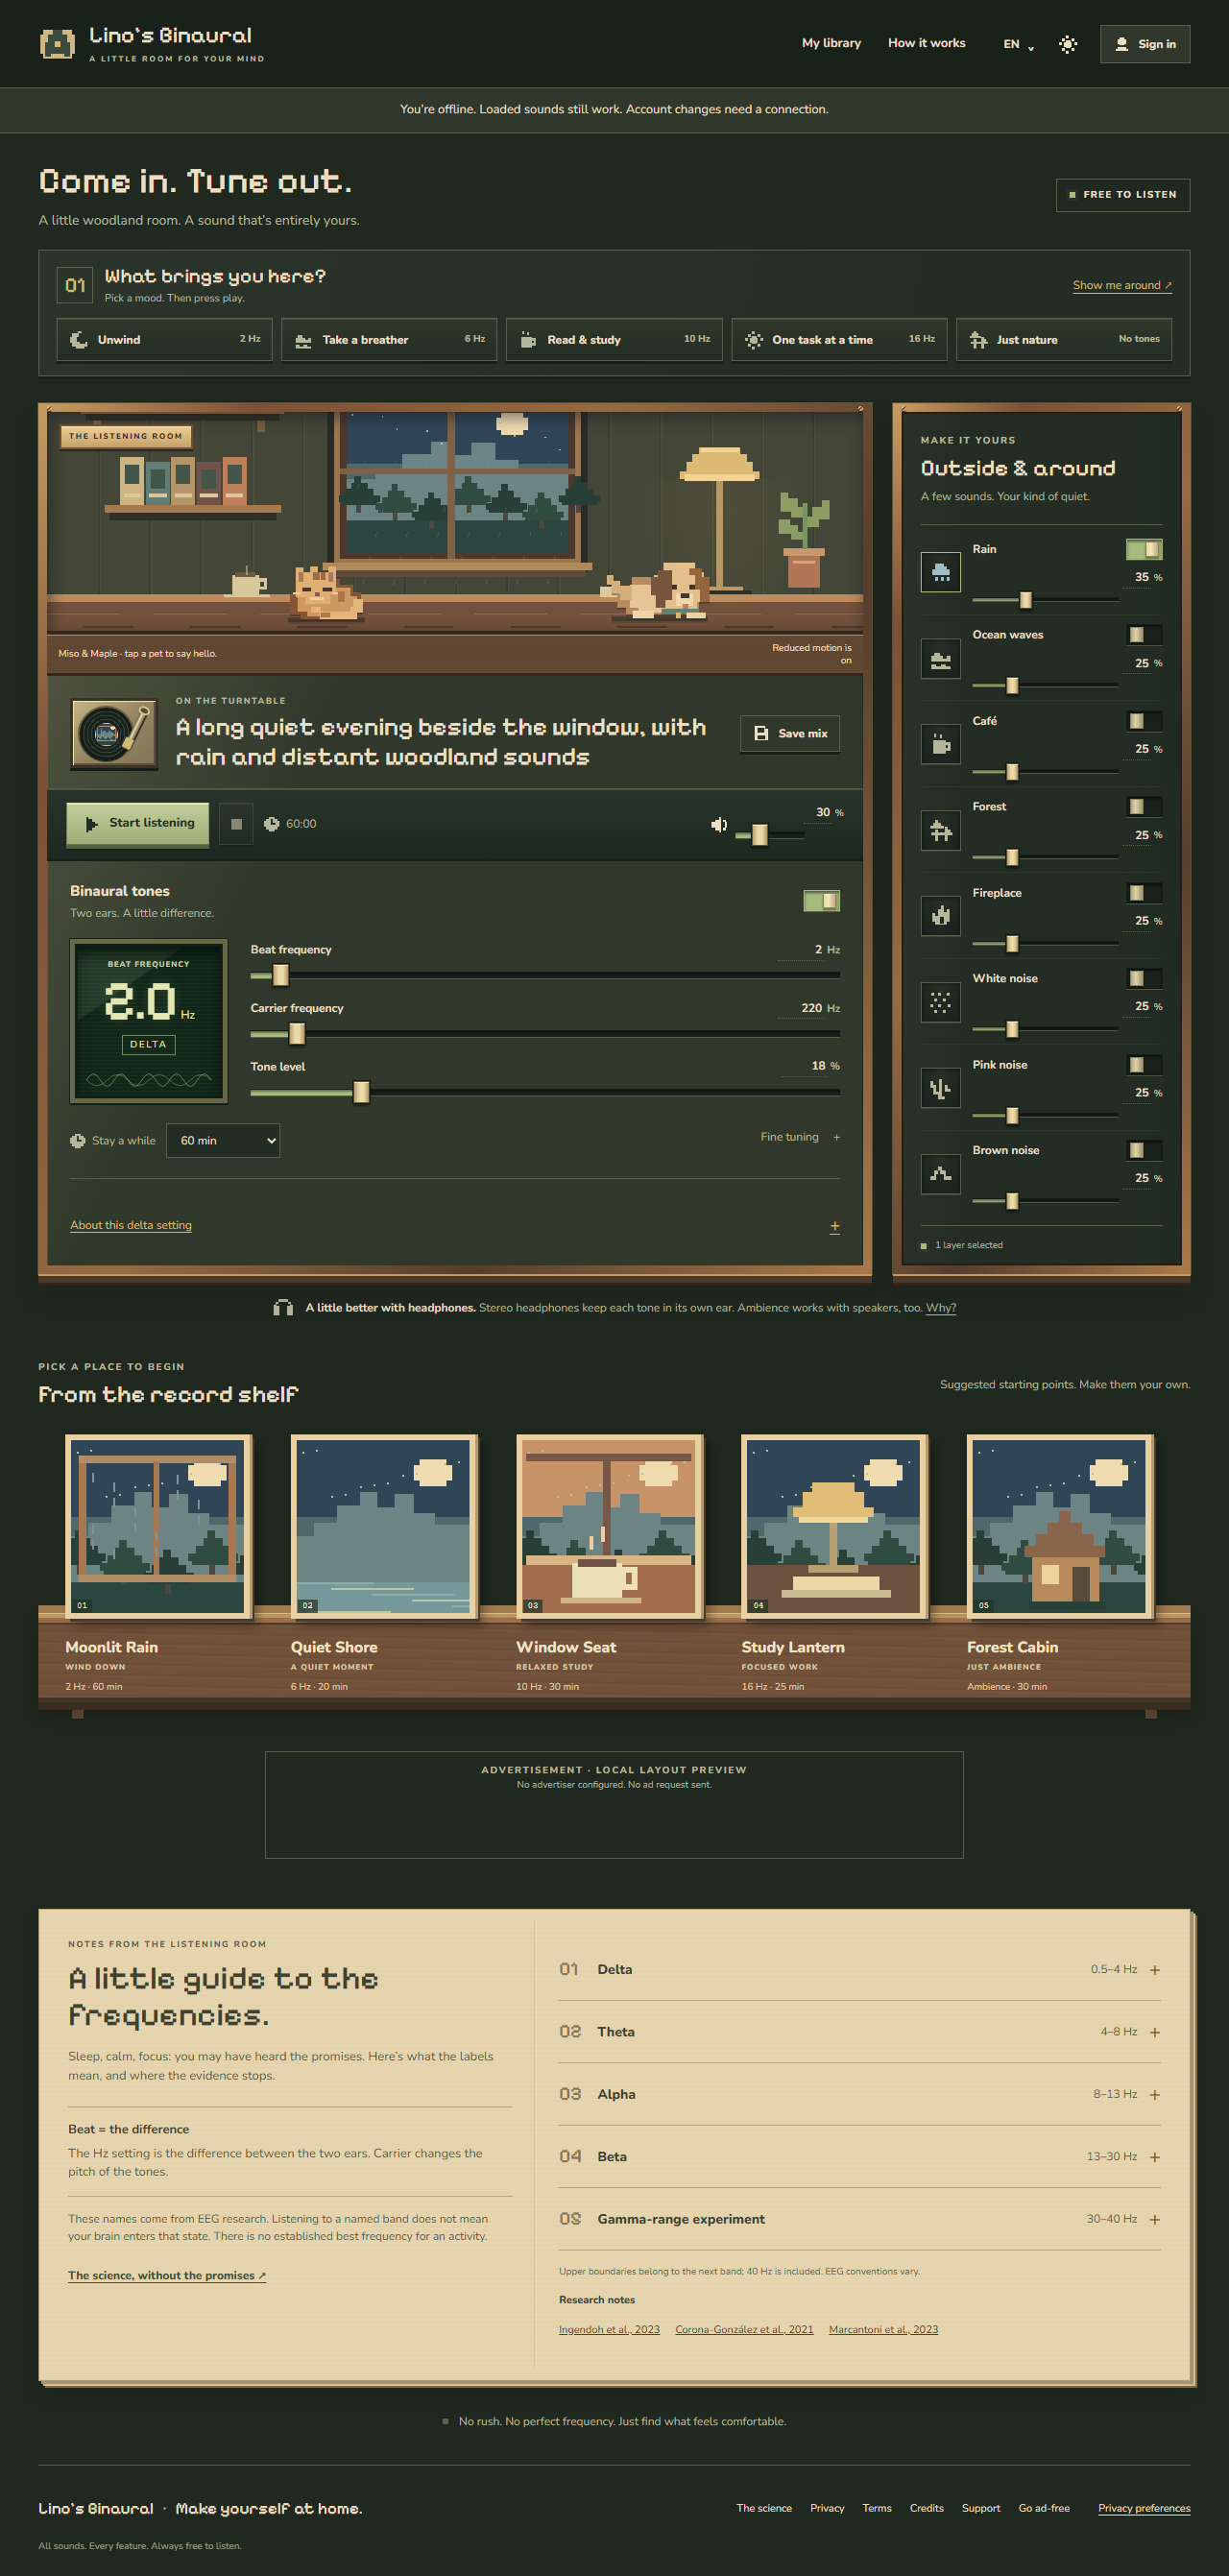 Lino's Binaural
A LITTLE ROOM FOR YOUR MIND
My library
How it works
EN
Sign in
You're offline. Loaded sounds still work. Account changes need a connection.
Come in. Tune out.
A little woodland room. A sound that's entirely yours.
FREE TO LISTEN
01
What brings you here?
Pick a mood. Then press play.
Show me around ↗
Unwind 2 Hz
Take a breather 6 Hz
Read & study 10 Hz
One task at a time 16 Hz
Just nature No tones
THE LISTENING ROOM
Miso & Maple · tap a pet to say hello.
Reduced motion is
on
ON THE TURNTABLE
A long quiet evening beside the window, with
rain and distant woodland sounds
Save mix
Start listening
60:00
30 %
Binaural tones
Two ears. A little difference.
BEAT FREQUENCY
2.0 Hz
DELTA
Beat frequency 2 Hz
Carrier frequency 220 Hz
Tone level 18 %
Stay a while
60 min
Fine tuning +
About this delta setting +
MAKE IT YOURS
Outside & around
A few sounds. Your kind of quiet.
Rain
35 %
Ocean waves
25 %
Café
25 %
Forest
25 %
Fireplace
25 %
White noise
25 %
Pink noise
25 %
Brown noise
25 %
1 layer selected
A little better with headphones. Stereo headphones keep each tone in its own ear. Ambience works with speakers, too. Why?
PICK A PLACE TO BEGIN
From the record shelf
Suggested starting points. Make them your own.
01
Moonlit Rain
WIND DOWN
2 Hz · 60 min
02
Quiet Shore
A QUIET MOMENT
6 Hz · 20 min
03
Window Seat
RELAXED STUDY
10 Hz · 30 min
04
Study Lantern
FOCUSED WORK
16 Hz · 25 min
05
Forest Cabin
JUST AMBIENCE
Ambience · 30 min
ADVERTISEMENT · LOCAL LAYOUT PREVIEW
No advertiser configured. No ad request sent.
NOTES FROM THE LISTENING ROOM
A little guide to the
frequencies.
Sleep, calm, focus: you may have heard the promises. Here's what the labels
mean, and where the evidence stops.
Beat = the difference
The Hz setting is the difference between the two ears. Carrier changes the
pitch of the tones.
These names come from EEG research. Listening to a named band does not mean
your brain enters that state. There is no established best frequency for an activity.
The science, without the promises ↗
01 Delta 0.5–4 Hz +
02 Theta 4–8 Hz +
03 Alpha 8–13 Hz +
04 Beta 13–30 Hz +
05 Gamma-range experiment 30–40 Hz +
Upper boundaries belong to the next band; 40 Hz is included. EEG conventions vary.
Research notes
Ingendoh et al., 2023 Corona-González et al., 2021 Marcantoni et al., 2023
No rush. No perfect frequency. Just find what feels comfortable.
Lino's Binaural · Make yourself at home.
The science Privacy Terms Credits Support Go ad-free Privacy preferences
All sounds. Every feature. Always free to listen.